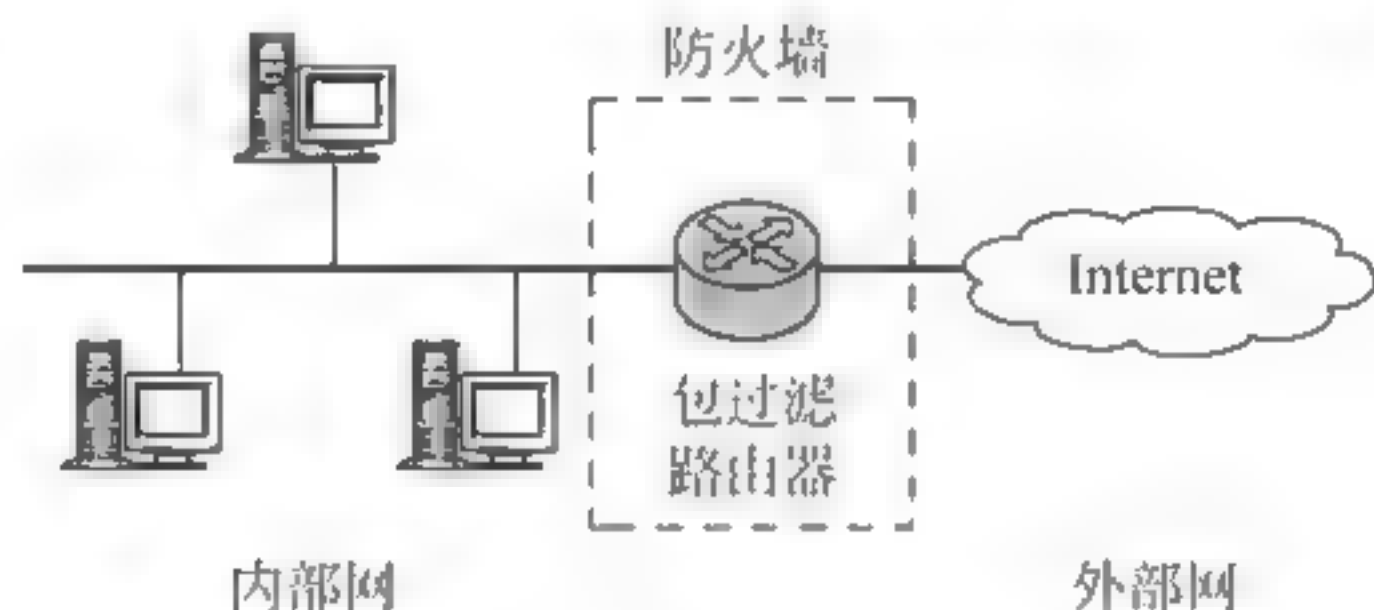 防火墙
Internet
包过滤
路由器
内部网
外部网